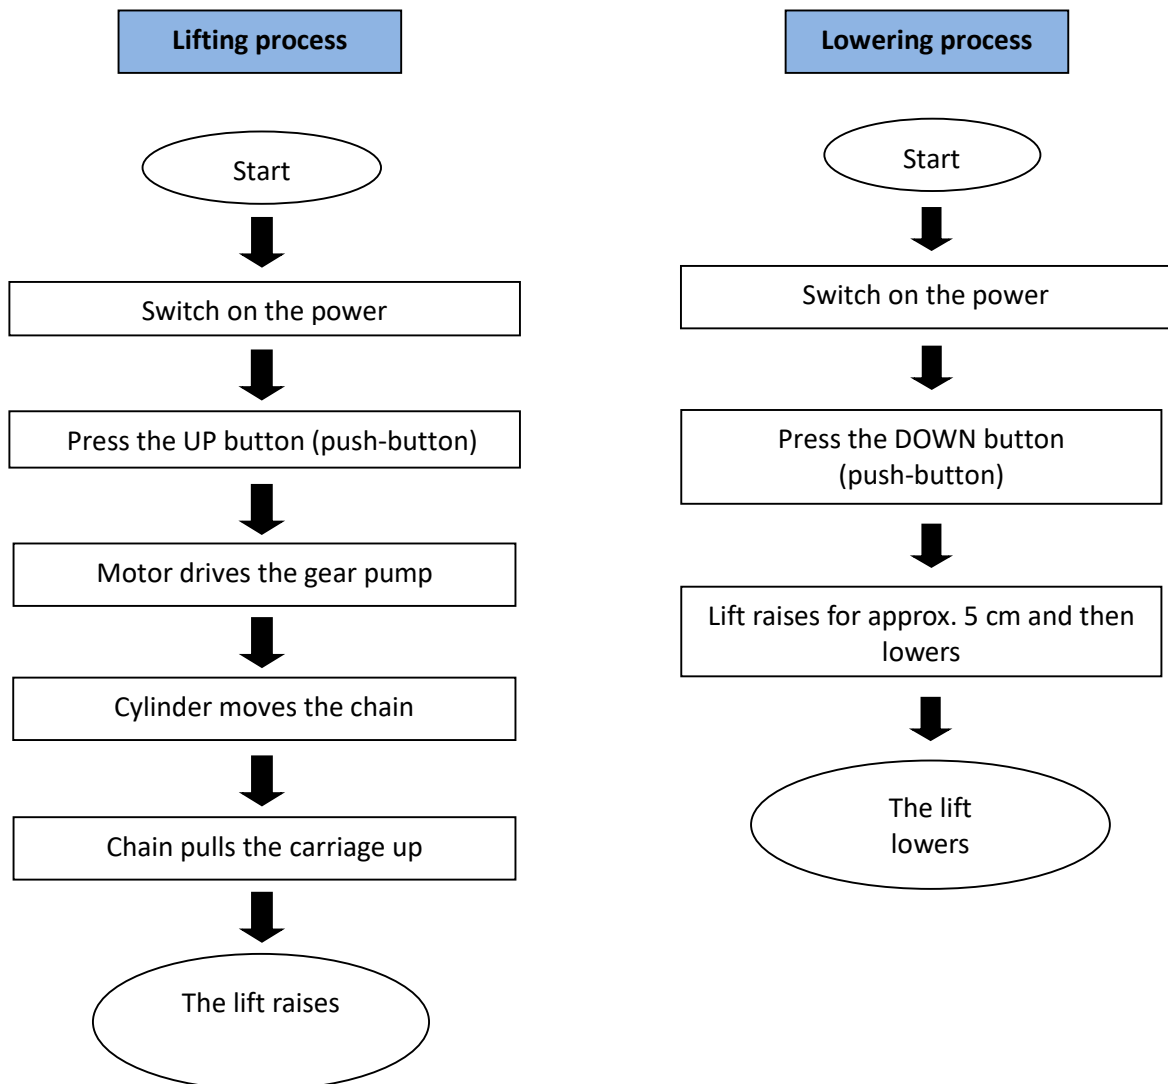 Lifting process
Start
Switch on the power
Press the UP button (push-button)
Motor drives the gear pump
Cylinder moves the chain
Chain pulls the carriage up
The lift raises
Lowering process
Start
Switch on the power
Press the DOWN button
(push-button)
Lift raises for approx. 5 cm and then
lowers
The lift
lowers